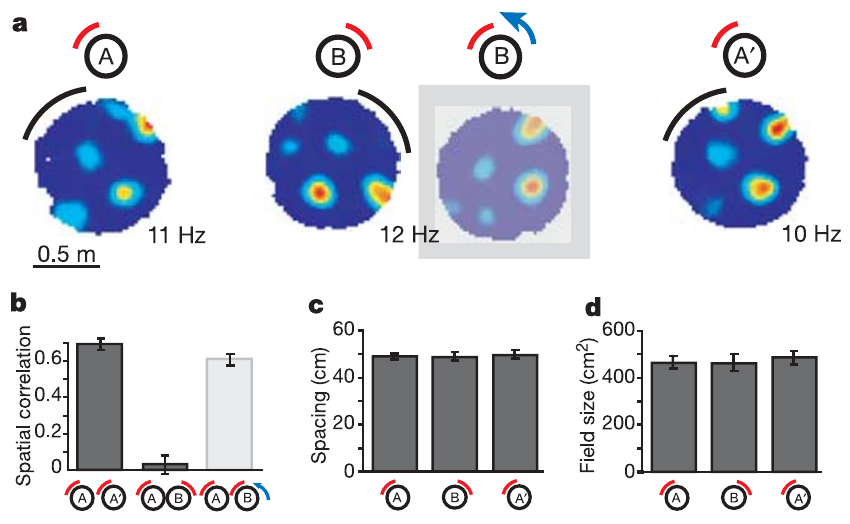 a
A B B A′
11 Hz 12 Hz 10 Hz
0.5 m
b c d
Spatial correlation
0.6
0.4
0.2
0
A A′ A B A B
Spacing (cm)
60
40
20
0
A B A′
Field size (cm²)
600
400
200
0
A B A′